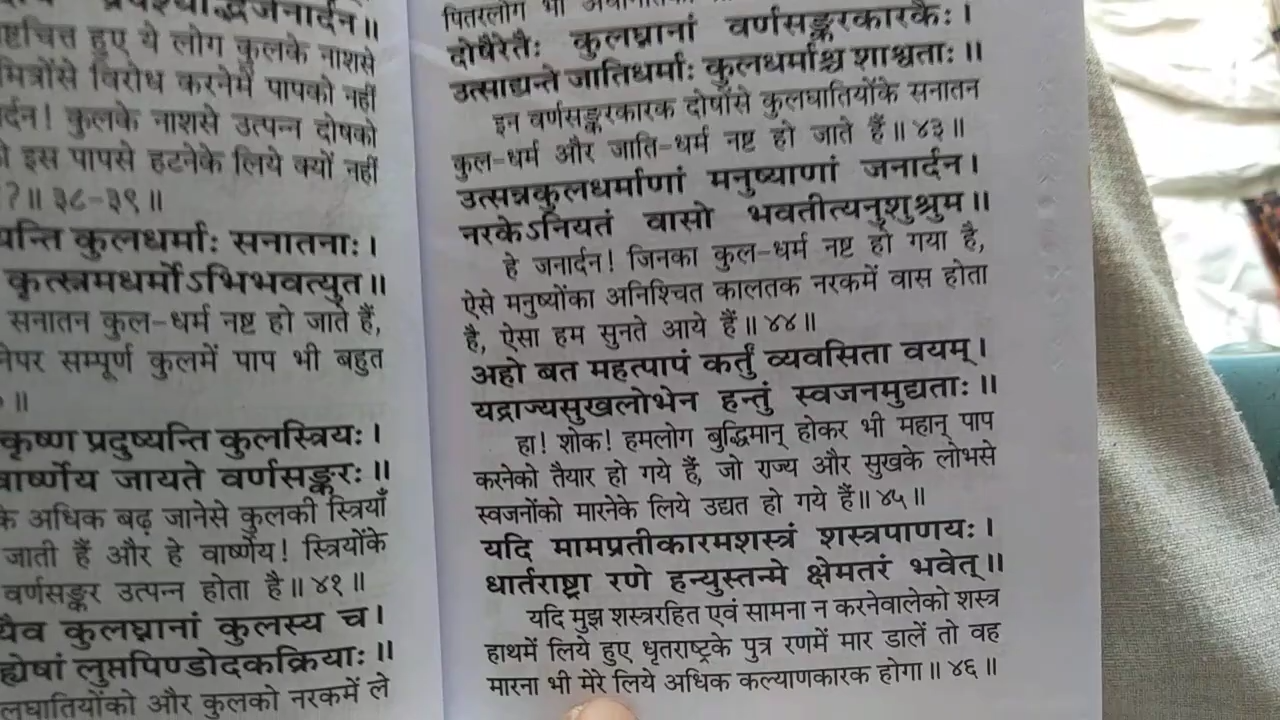 हुए ये लोग कुलके नाशसे
विरोध करनेमें पापको नहीं
कुलके नाशसे उत्पन्न दोषको
इस पापसे हटनेके लिये क्यों नहीं
? ॥ ३८-३९ ॥
कुलधर्माः सनातनाः ।
कृत्स्नमधर्मोऽभिभवत्युत ॥
सनातन कुल-धर्म नष्ट हो जाते हैं,
सम्पूर्ण कुलमें पाप भी बहुत
॥
कृष्ण प्रदुष्यन्ति कुलस्त्रियः ।
वार्ष्णेय जायते वर्णसङ्करः ॥
के अधिक बढ़ जानेसे कुलकी स्त्रियाँ
जाती हैं और हे वार्ष्णेय! स्त्रियोंके
वर्णसङ्कर उत्पन्न होता है ॥ ४१ ॥
कुलघ्नानां कुलस्य च ।
ह्येषां लुप्तपिण्डोदकक्रियाः ॥
और कुलको नरकमें ले
पितरलोग भी
दोषैरेतैः कुलघ्नानां वर्णसङ्करकारकैः ।
उत्साद्यन्ते जातिधर्माः कुलधर्माश्च शाश्वताः ॥
इन वर्णसङ्करकारक दोषोंसे कुलघातियोंके सनातन
कुल-धर्म और जाति-धर्म नष्ट हो जाते हैं ॥ ४३ ॥
उत्सन्नकुलधर्माणां मनुष्याणां जनार्दन ।
नरकेऽनियतं वासो भवतीत्यनुशुश्रुम ॥
हे जनार्दन! जिनका कुल-धर्म नष्ट हो गया है,
ऐसे मनुष्योंका अनिश्चित कालतक नरकमें वास होता
है, ऐसा हम सुनते आये हैं ॥ ४४ ॥
अहो बत महत्पापं कर्तुं व्यवसिता वयम् ।
यद्राज्यसुखलोभेन हन्तुं स्वजनमुद्यताः ॥
हा! शोक! हमलोग बुद्धिमान् होकर भी महान् पाप
करनेको तैयार हो गये हैं, जो राज्य और सुखके लोभसे
स्वजनोंको मारनेके लिये उद्यत हो गये हैं ॥ ४५ ॥
यदि मामप्रतीकारमशस्त्रं शस्त्रपाणयः ।
धार्तराष्ट्रा रणे हन्युस्तन्मे क्षेमतरं भवेत् ॥
यदि मुझ शस्त्ररहित एवं सामना न करनेवालेको शस्त्र
हाथमें लिये हुए धृतराष्ट्रके पुत्र रणमें मार डालें तो वह
मारना भी मेरे लिये अधिक कल्याणकारक होगा ॥ ४६ ॥